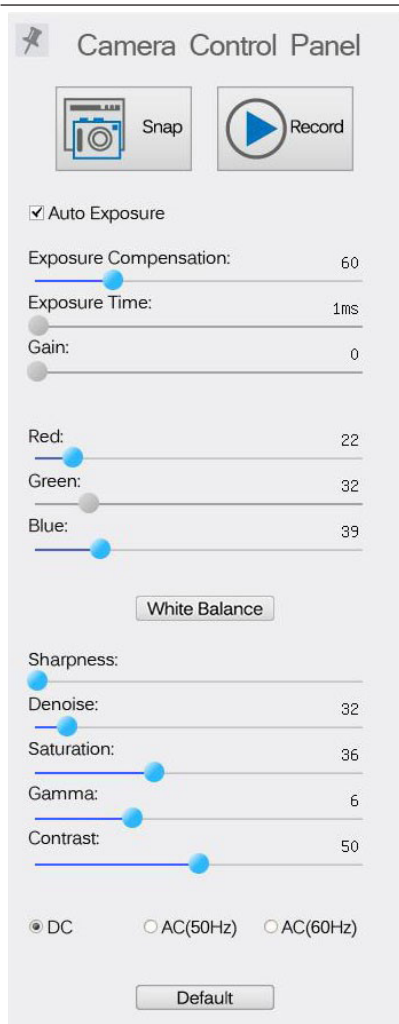 Camera Control Panel
Snap
Record
Auto Exposure
Exposure Compensation: 60
Exposure Time: 1ms
Gain: 0
Red: 22
Green: 32
Blue: 39
White Balance
Sharpness:
Denoise: 32
Saturation: 36
Gamma: 6
Contrast: 50
DC AC(50Hz) AC(60Hz)
Default